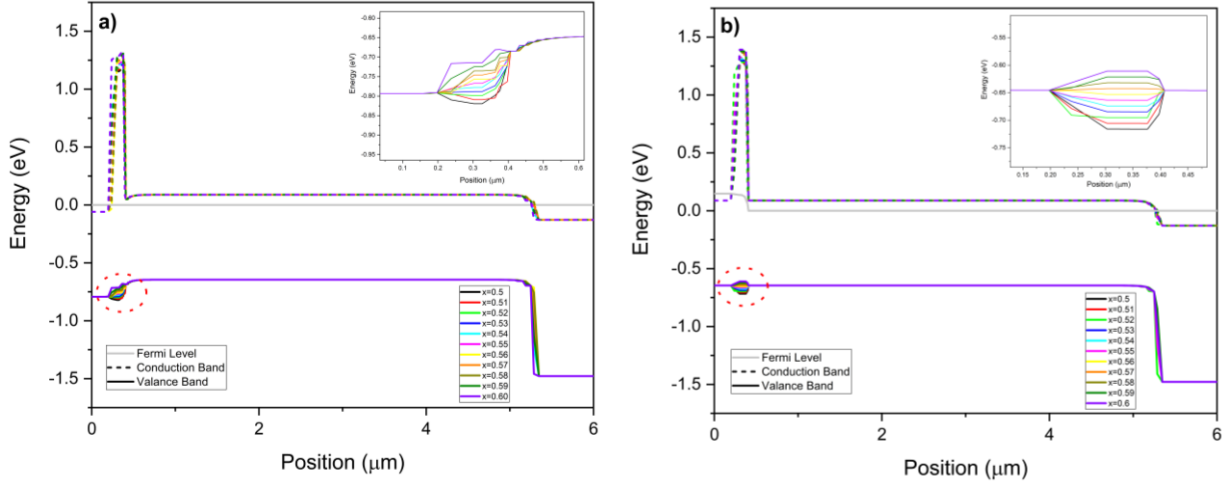 a)
1.5
1.0
0.5
0.0
-0.5
-1.0
-1.5
Energy (eV)
0
2
4
6
Position (μm)
-0.60
-0.65
-0.70
-0.75
-0.80
-0.85
-0.90
-0.95
Energy (eV)
0.1
0.2
0.3
0.4
0.5
0.6
Position (μm)
x=0.5
x=0.51
x=0.52
x=0.53
x=0.54
x=0.55
x=0.56
x=0.57
x=0.58
x=0.59
x=0.60
Fermi Level
Conduction Band
Valance Band
b)
1.5
1.0
0.5
0.0
-0.5
-1.0
-1.5
Energy (eV)
0
2
4
6
Position (μm)
-0.55
-0.60
-0.65
-0.70
-0.75
Energy (eV)
0.15
0.20
0.25
0.30
0.35
0.40
0.45
Position (μm)
x=0.5
x=0.51
x=0.52
x=0.53
x=0.54
x=0.55
x=0.56
x=0.57
x=0.58
x=0.59
x=0.6
Fermi Level
Conduction Band
Valance Band